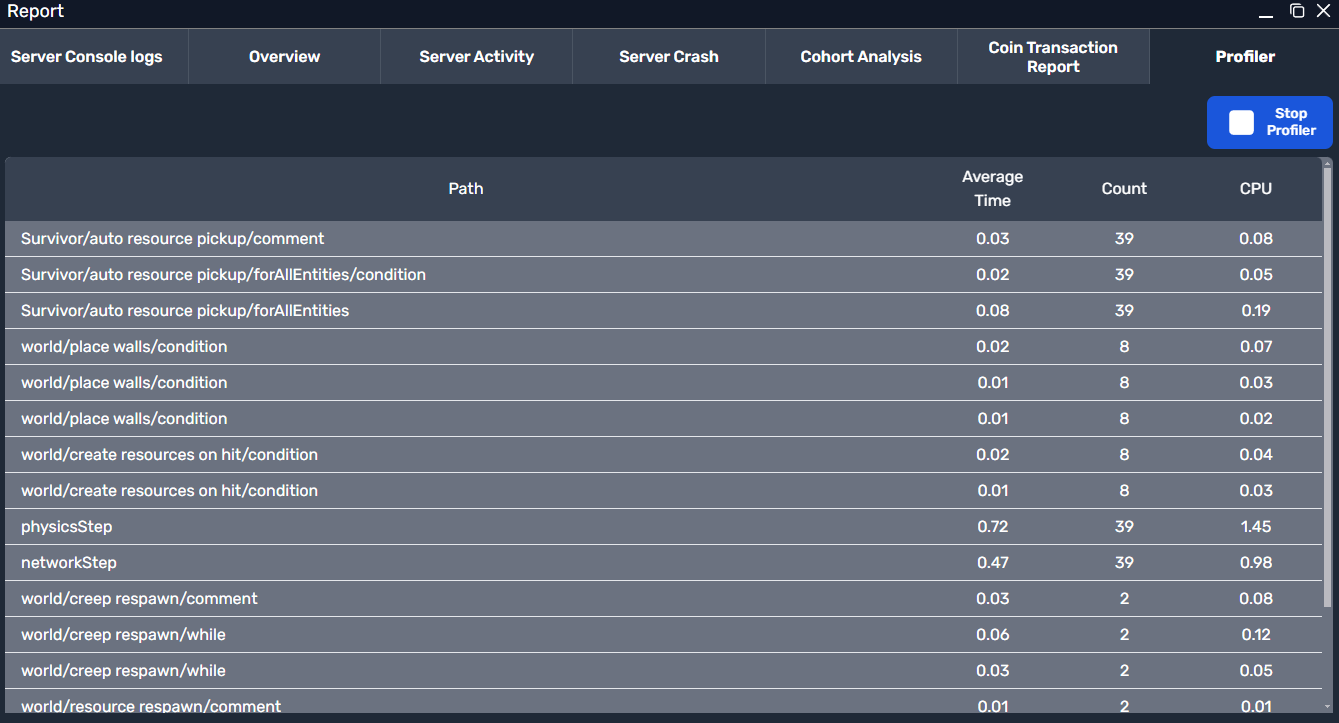 Report
Server Console logs
Overview
Server Activity
Server Crash
Cohort Analysis
Coin Transaction
Report
Profiler
Stop
Profiler
Path
Average
Time
Count
CPU
Survivor/auto resource pickup/comment 0.03 39 0.08
Survivor/auto resource pickup/forAllEntities/condition 0.02 39 0.05
Survivor/auto resource pickup/forAllEntities 0.08 39 0.19
world/place walls/condition 0.02 8 0.07
world/place walls/condition 0.01 8 0.03
world/place walls/condition 0.01 8 0.02
world/create resources on hit/condition 0.02 8 0.04
world/create resources on hit/condition 0.01 8 0.03
physicsStep 0.72 39 1.45
networkStep 0.47 39 0.98
world/creep respawn/comment 0.03 2 0.08
world/creep respawn/while 0.06 2 0.12
world/creep respawn/while 0.03 2 0.05
world/resource respawn/comment 0.01 2 0.01